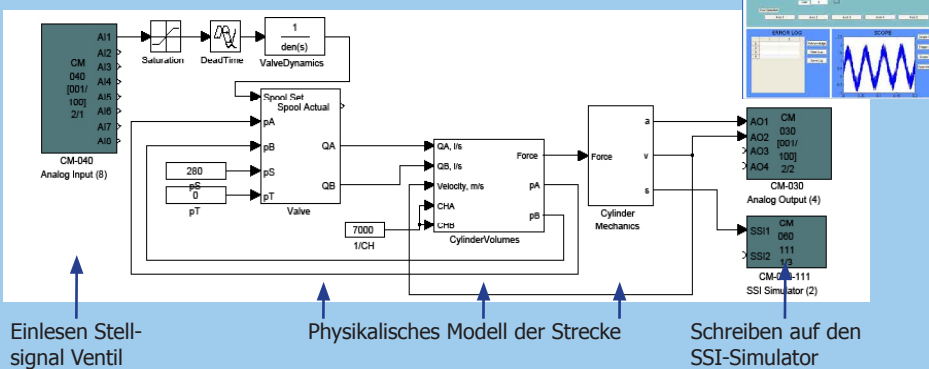 ERROR LOG
SCOPE
AI1
AI2
AI3
AI4
AI5
AI6
AI7
AI8
CM
040
[001/
100]
2/1
CM-040
Analog Input (8)
Saturation
DeadTime
1
den(s)
ValveDynamics
Spool Set
Spool Actual
pA
pB
pS
pT
QA
QB
Valve
280
pS
0
pT
7000
1/CH
QA, l/s
QB, l/s
Velocity, m/s
CHA
CHB
Force
pA
pB
CylinderVolumes
Force
a
v
s
Cylinder
Mechanics
AO1
AO2
AO3
AO4
CM
030
[001/
100]
2/2
CM-030
Analog Output (4)
SSI1
SSI2
CM
060
111
1/3
SSI Simulator (2)
Einlesen Stell-
signal Ventil
Physikalisches Modell der Strecke
Schreiben auf den
SSI-Simulator